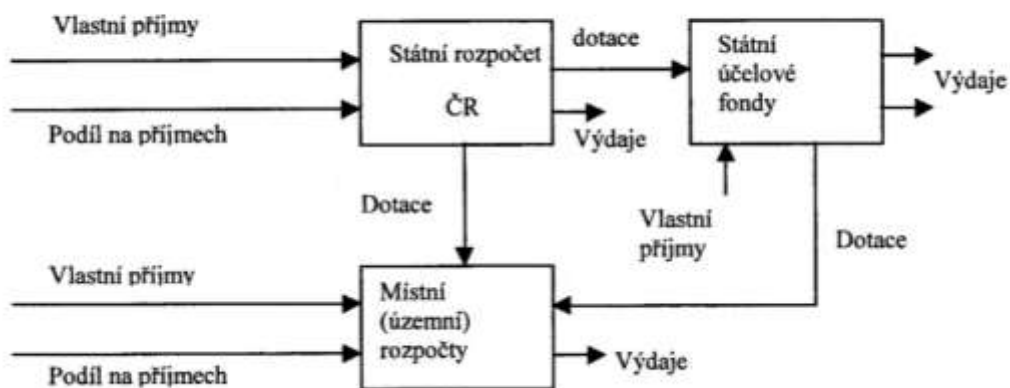 Vlastní příjmy
Státní rozpočet
ČR
dotace
Státní
účelové
fondy
Výdaje
Podíl na příjmech
Výdaje
Dotace
Vlastní
příjmy
Dotace
Vlastní příjmy
Místní
(územní)
rozpočty
Výdaje
Podíl na příjmech